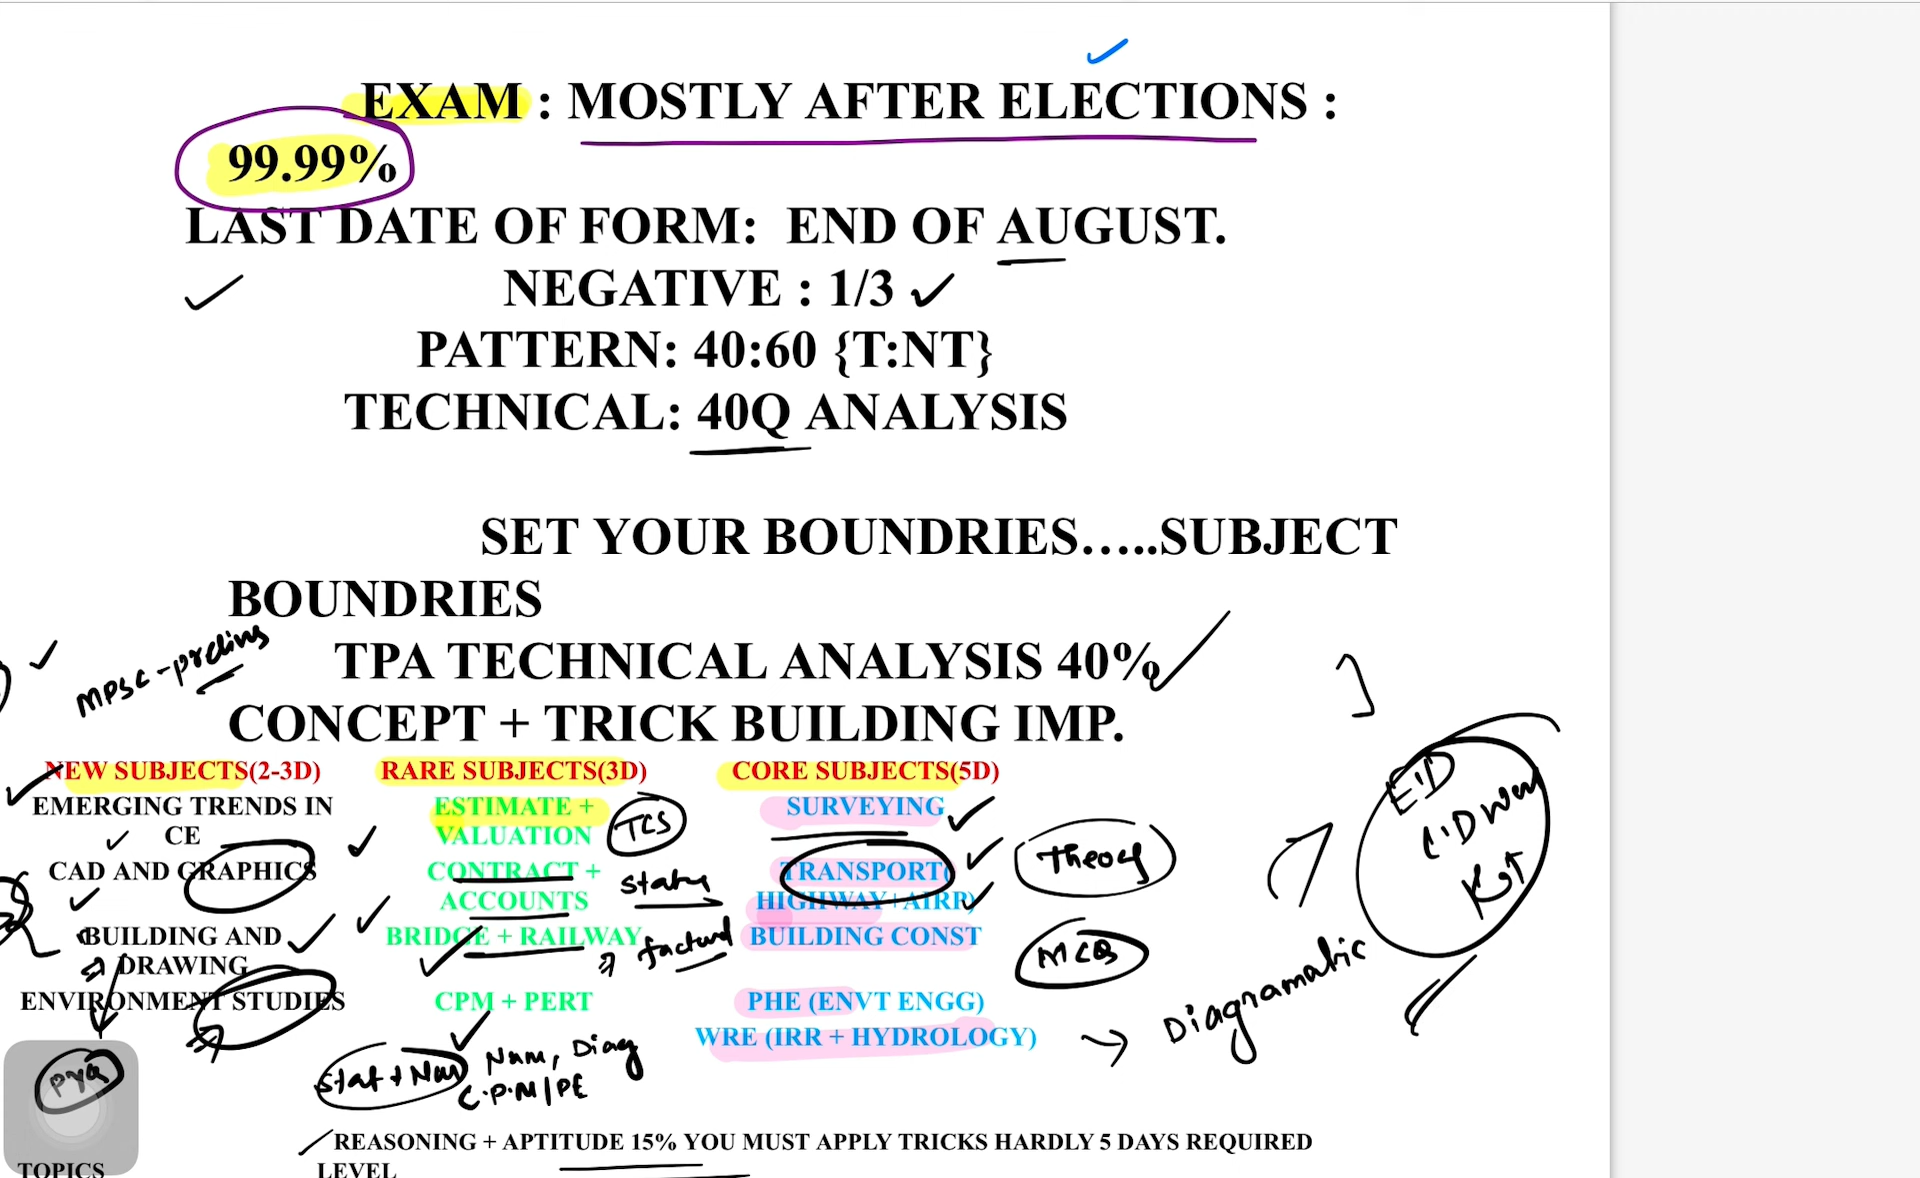 EXAM : MOSTLY AFTER ELECTIONS :
99.99%
LAST DATE OF FORM: END OF AUGUST.
NEGATIVE : 1/3
PATTERN: 40:60 {T:NT}
TECHNICAL: 40Q ANALYSIS
SET YOUR BOUNDRIES.....SUBJECT
BOUNDRIES
MPSC-prelims
TPA TECHNICAL ANALYSIS 40%
CONCEPT + TRICK BUILDING IMP.
NEW SUBJECTS(2-3D)
EMERGING TRENDS IN
CE
CAD AND GRAPHICS
BUILDING AND
DRAWING
ENVIRONMENT STUDIES
PYQ
RARE SUBJECTS(3D)
ESTIMATE +
VALUATION
TCS
CONTRACT +
ACCOUNTS
BRIDGE + RAILWAY
factual
CPM + PERT
Stat + Num
Num, Diag
C.P.M/PE
CORE SUBJECTS(5D)
SURVEYING
TRANSPORT(
HIGHWAY+AIRP)
BUILDING CONST
PHE (ENVT ENGG)
WRE (IRR + HYDROLOGY)
Theory
MCQ
Diagramatic
REASONING + APTITUDE 15% YOU MUST APPLY TRICKS HARDLY 5 DAYS REQUIRED
TOPICS
LEVEL